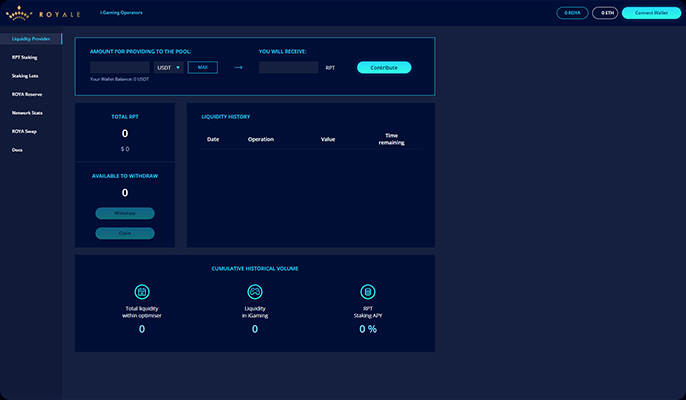 ROYALE
i-Gaming Operators
0 ROYA
0 ETH
Connect Wallet
Liquidity Provider
RPT Staking
Staking Lots
ROYA Reserve
Network Stats
ROYA Swap
Docs
AMOUNT FOR PROVIDING TO THE POOL:
YOU WILL RECEIVE:
USDT
MAX
RPT
Contribute
Your Wallet Balance: 0 USDT
TOTAL RPT
0
$ 0
AVAILABLE TO WITHDRAW
0
Withdraw
Claim
LIQUIDITY HISTORY
Date
Operation
Value
Time
remaining
CUMULATIVE HISTORICAL VOLUME
Total liquidity
within optimiser
0
Liquidity
in iGaming
0
RPT
Staking APY
0 %